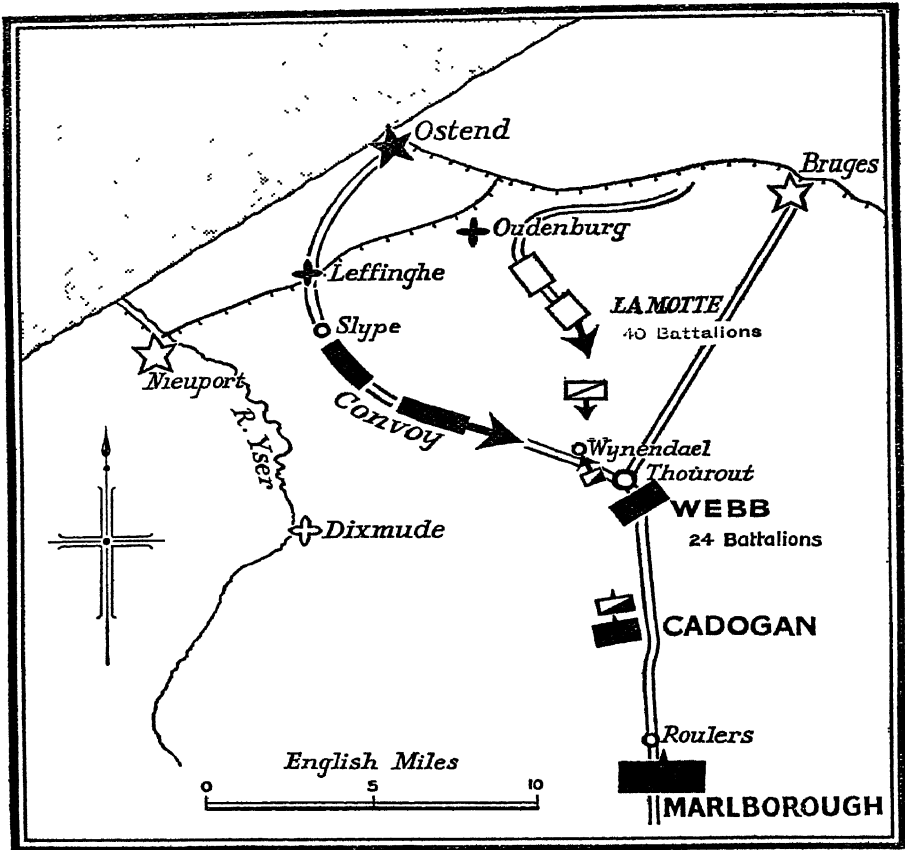 Ostend
Bruges
Oudenburg
Leffinghe
LA MOTTE
40 Battalions
Slype
Nieuport
Convoy
R. Yser
Wynendael
Thourout
WEBB
24 Battalions
Dixmude
CADOGAN
Roulers
English Miles
0 5 10
MARLBOROUGH